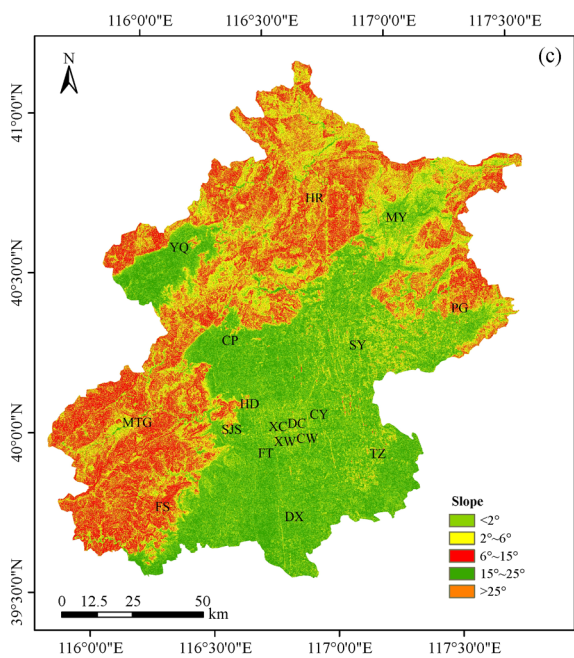 116°0'0"E 116°30'0"E 117°0'0"E 117°30'0"E
(c)
N
41°0'0"N
HR
MY
YQ
40°30'0"N
PG
CP
SY
HD
CY
MTG
XC DC
40°0'0"N
SJS
XW CW
FT
TZ
FS
DX
Slope
<2°
2°~6°
6°~15°
15°~25°
>25°
39°30'0"N
0 12.5 25 50
km
116°0'0"E 116°30'0"E 117°0'0"E 117°30'0"E